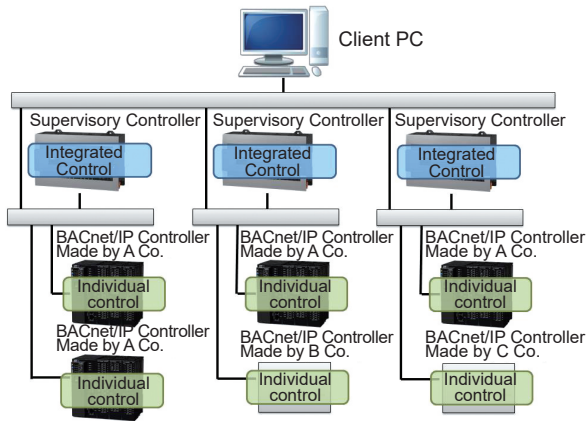 Client PC
Supervisory Controller
Supervisory Controller
Supervisory Controller
Integrated
Control
Integrated
Control
Integrated
Control
BACnet/IP Controller
Made by A Co.
BACnet/IP Controller
Made by A Co.
BACnet/IP Controller
Made by A Co.
Individual
control
Individual
control
Individual
control
BACnet/IP Controller
Made by A Co.
BACnet/IP Controller
Made by B Co.
BACnet/IP Controller
Made by C Co.
Individual
control
Individual
control
Individual
control